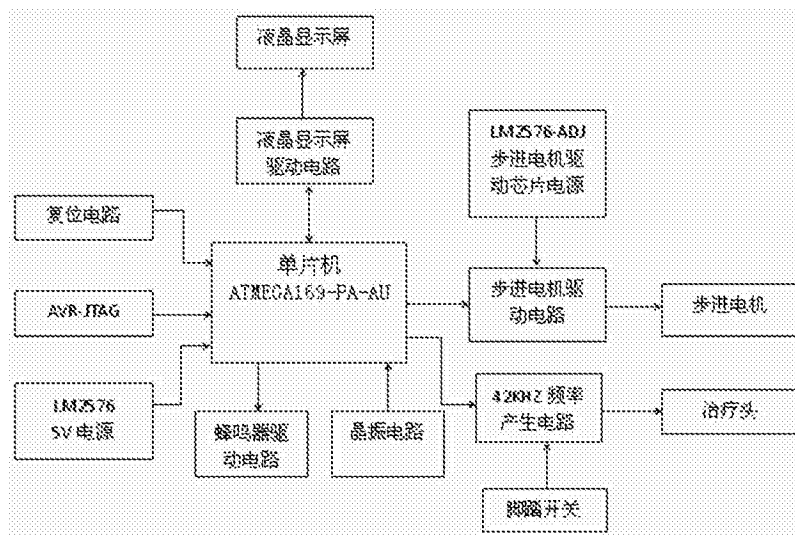 液晶显示屏
液晶显示屏
驱动电路
LM2576-ADJ
步进电机驱
动芯片电源
复位电路
单片机
ATMEGA169-PA-AU
AVR-JTAG
步进电机驱
动电路
步进电机
LM2576
5V 电源
蜂鸣器驱
动电路
晶振电路
42KHZ 频率
产生电路
治疗头
脚踏开关